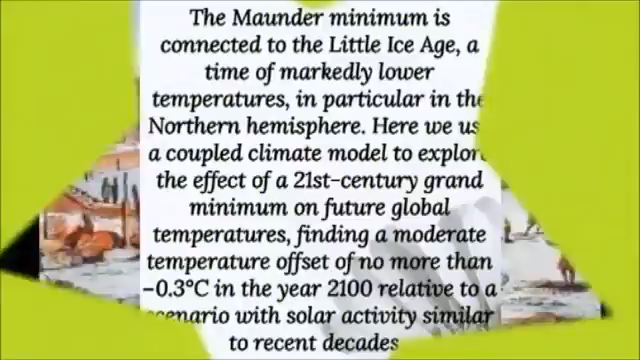 The Maunder minimum is
connected to the Little Ice Age, a
time of markedly lower
temperatures, in particular in the
Northern hemisphere. Here we us
a coupled climate model to explore
the effect of a 21st-century grand
minimum on future global
temperatures, finding a moderate
temperature offset of no more than
−0.3°C in the year 2100 relative to a
scenario with solar activity similar
to recent decades